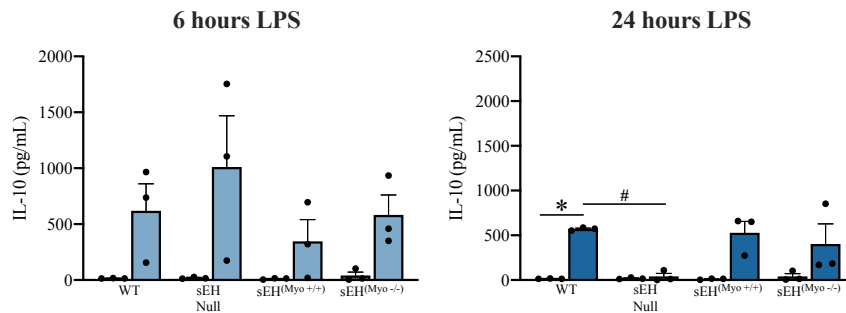 6 hours LPS
IL-10 (pg/mL)
2000
1500
1000
500
0
WT
sEH
Null
sEH(Myo +/+)
sEH(Myo -/-)
24 hours LPS
IL-10 (pg/mL)
2500
2000
1500
1000
500
0
*
#
WT
sEH
Null
sEH(Myo +/+)
sEH(Myo -/-)